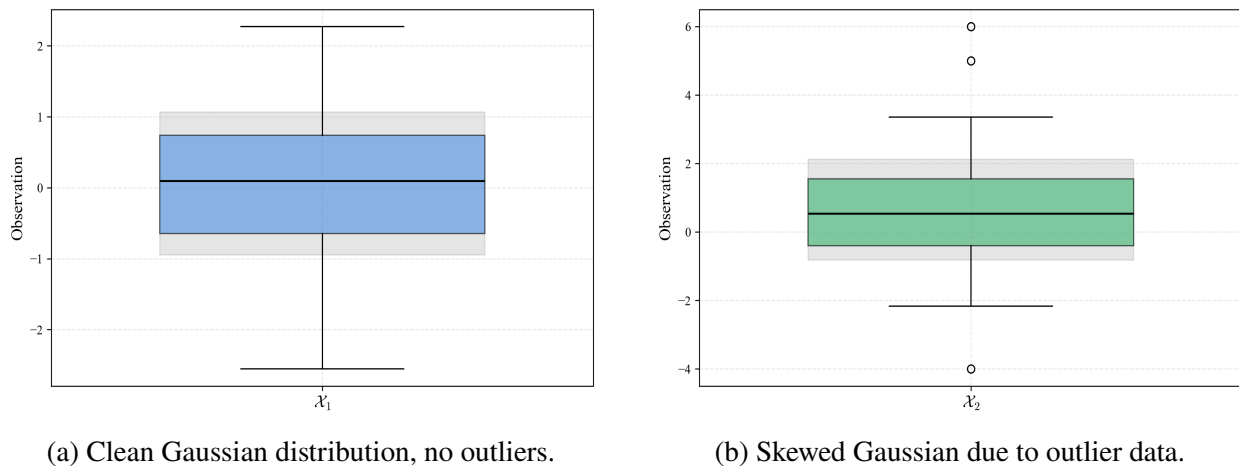 2
1
0
−1
−2
Observation
𝒳1
6
4
2
0
−2
−4
Observation
𝒳2
(a) Clean Gaussian distribution, no outliers.
(b) Skewed Gaussian due to outlier data.